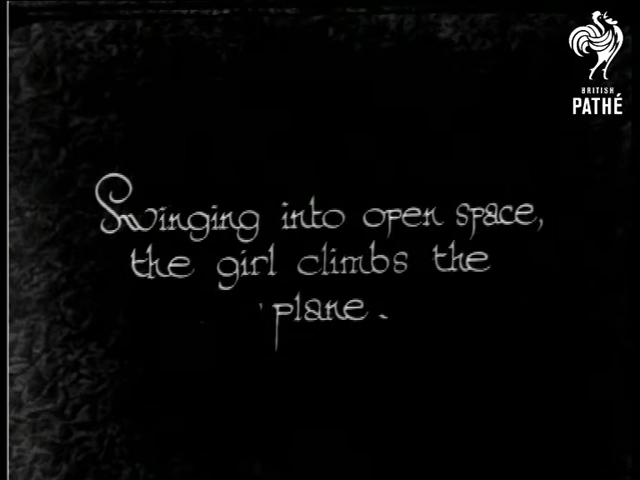 BRITISH
PATHÉ
Swinging into open space,
the girl climbs the
plane.